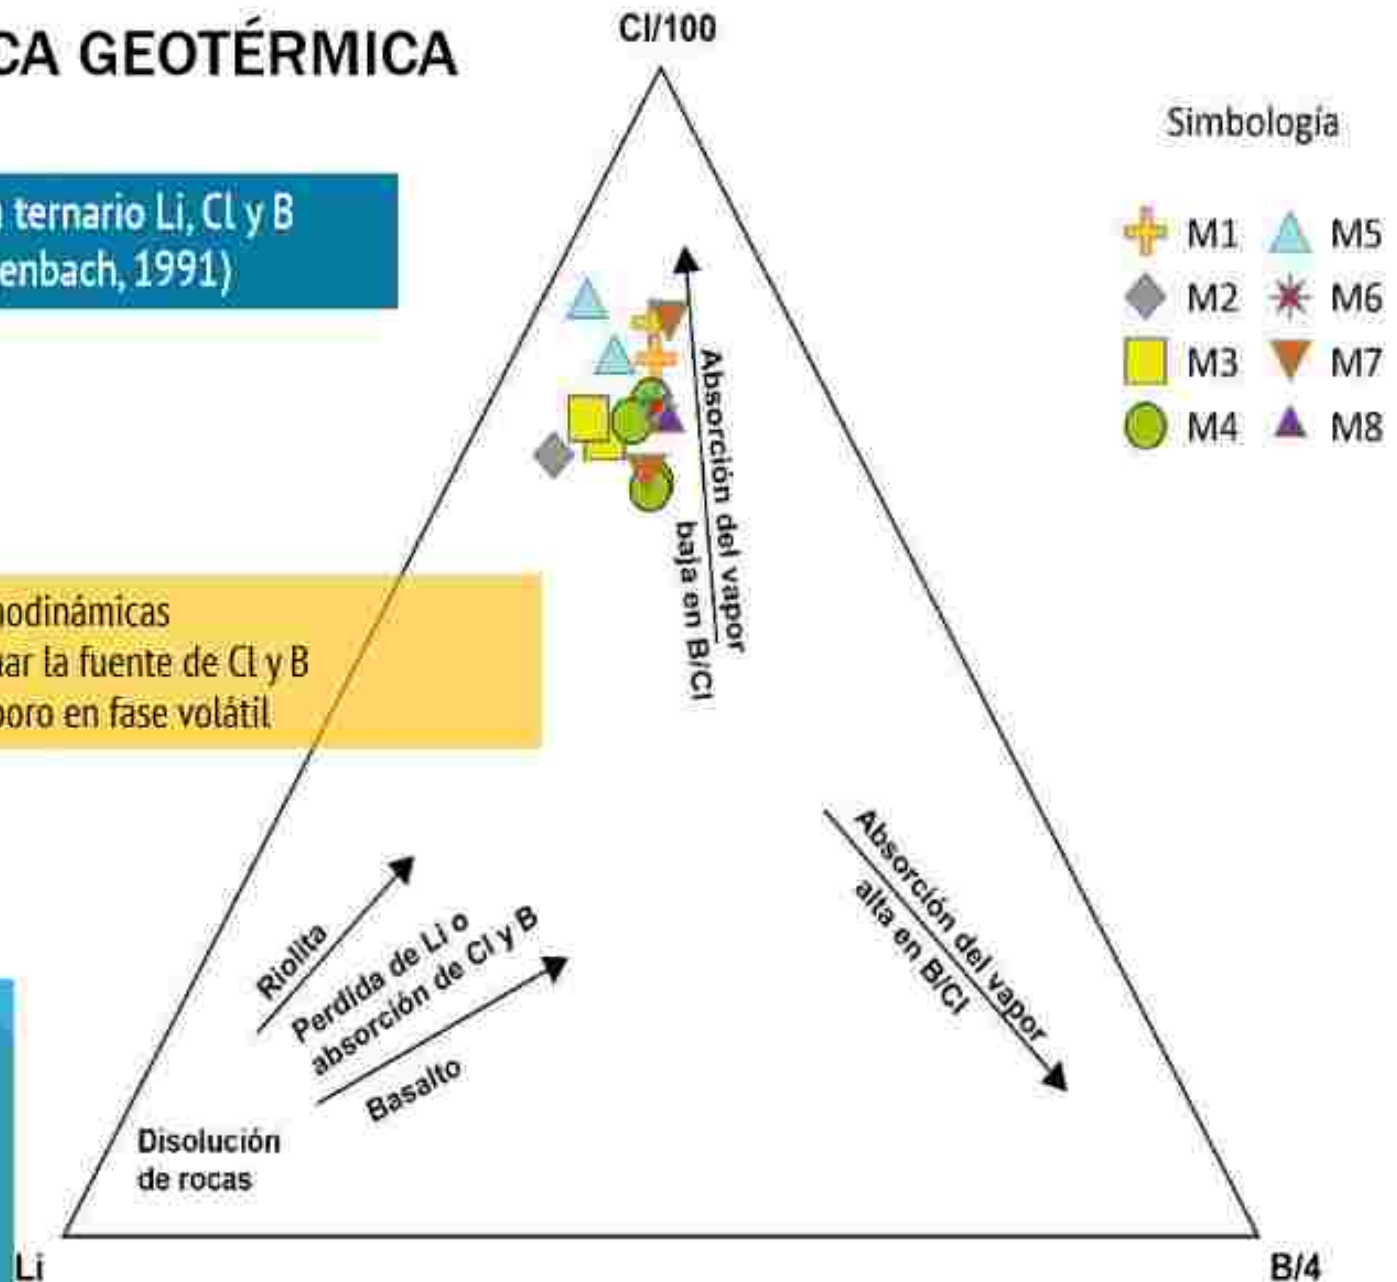 CA GEOTÉRMICA
ternario Li, Cl y B
enbach, 1991)
nodinámicas
ar la fuente de Cl y B
boro en fase volátil
Cl/100
Simbología
M1 M5
M2 M6
M3 M7
M4 M8
Absorción del vapor
baja en B/Cl
Absorción del vapor
alta en B/Cl
Riolita
Perdida de Li o
absorción de Cl y B
Basalto
Disolución
de rocas
Li
B/4